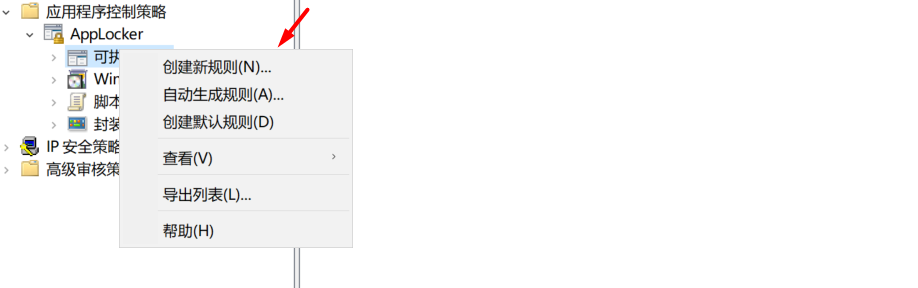 应用程序控制策略
AppLocker
可执
Win
脚本
封装
IP 安全策略
高级审核策
创建新规则(N)...
自动生成规则(A)...
创建默认规则(D)
查看(V)
导出列表(L)...
帮助(H)